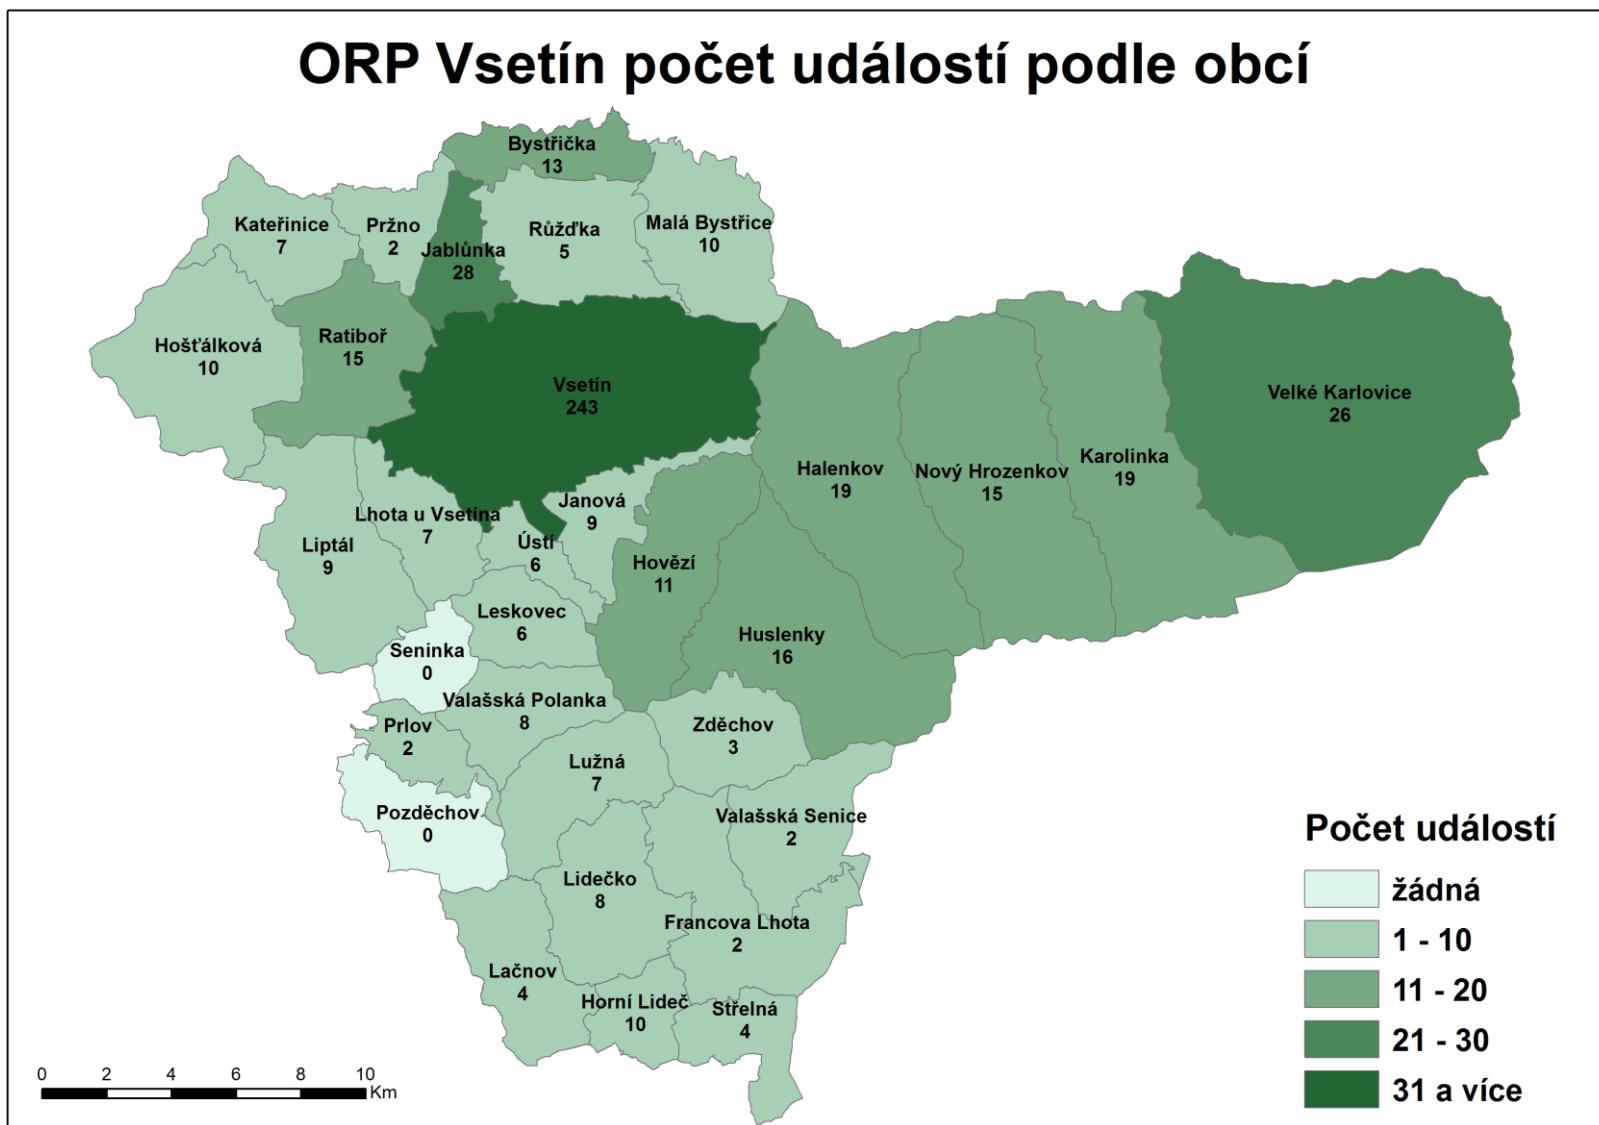 ORP Vsetín počet událostí podle obcí
Bystřička
13
Kateřinice
7
Pržno
2
Jablůnka
28
Růžďka
5
Malá Bystřice
10
Hošťálková
10
Ratiboř
15
Vsetín
243
Velké Karlovice
26
Halenkov
19
Nový Hrozenkov
15
Karolinka
19
Lhota u Vsetína
7
Janová
9
Liptál
9
Ústí
6
Hovězí
11
Leskovec
6
Huslenky
16
Seninka
0
Valašská Polanka
8
Prlov
2
Zděchov
3
Lužná
7
Pozděchov
0
Valašská Senice
2
Lidečko
8
Francova Lhota
2
Lačnov
4
Horní Lideč
10
Střelná
4
Počet událostí
žádná
1 - 10
11 - 20
21 - 30
31 a více
0 2 4 6 8 10
Km